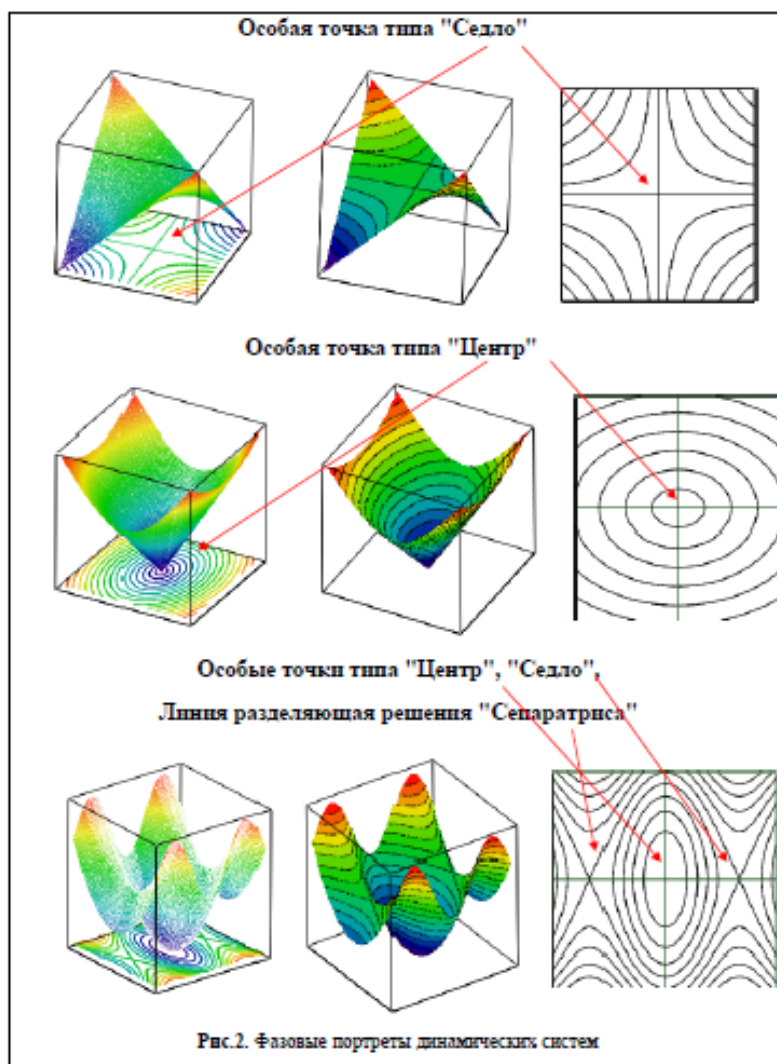 Особая точка типа "Седло"
Особая точка типа "Центр"
Особые точки типа "Центр", "Седло",
Линия разделяющая решения "Сепаратриса"
Рис.2. Фазовые портреты динамических систем